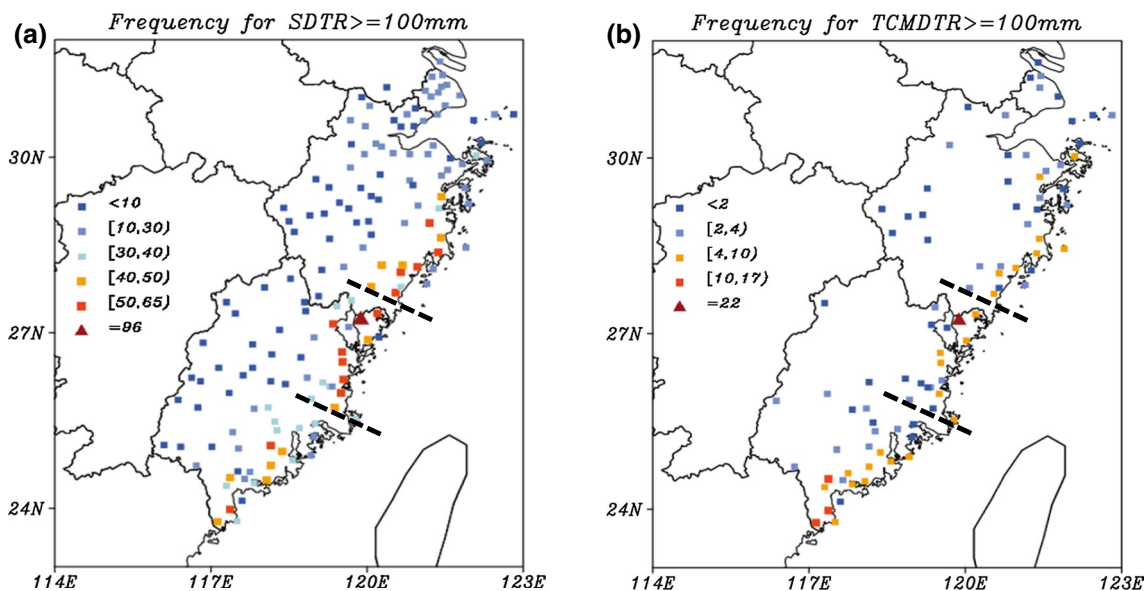 (a) Frequency for SDTR>=100mm
30N
27N
24N
<10
[10,30)
[30,40)
[40,50)
[50,65)
=96
114E 117E 120E 123E
(b) Frequency for TCMDTR>=100mm
30N
27N
24N
<2
[2,4)
[4,10)
[10,17)
=22
114E 117E 120E 123E